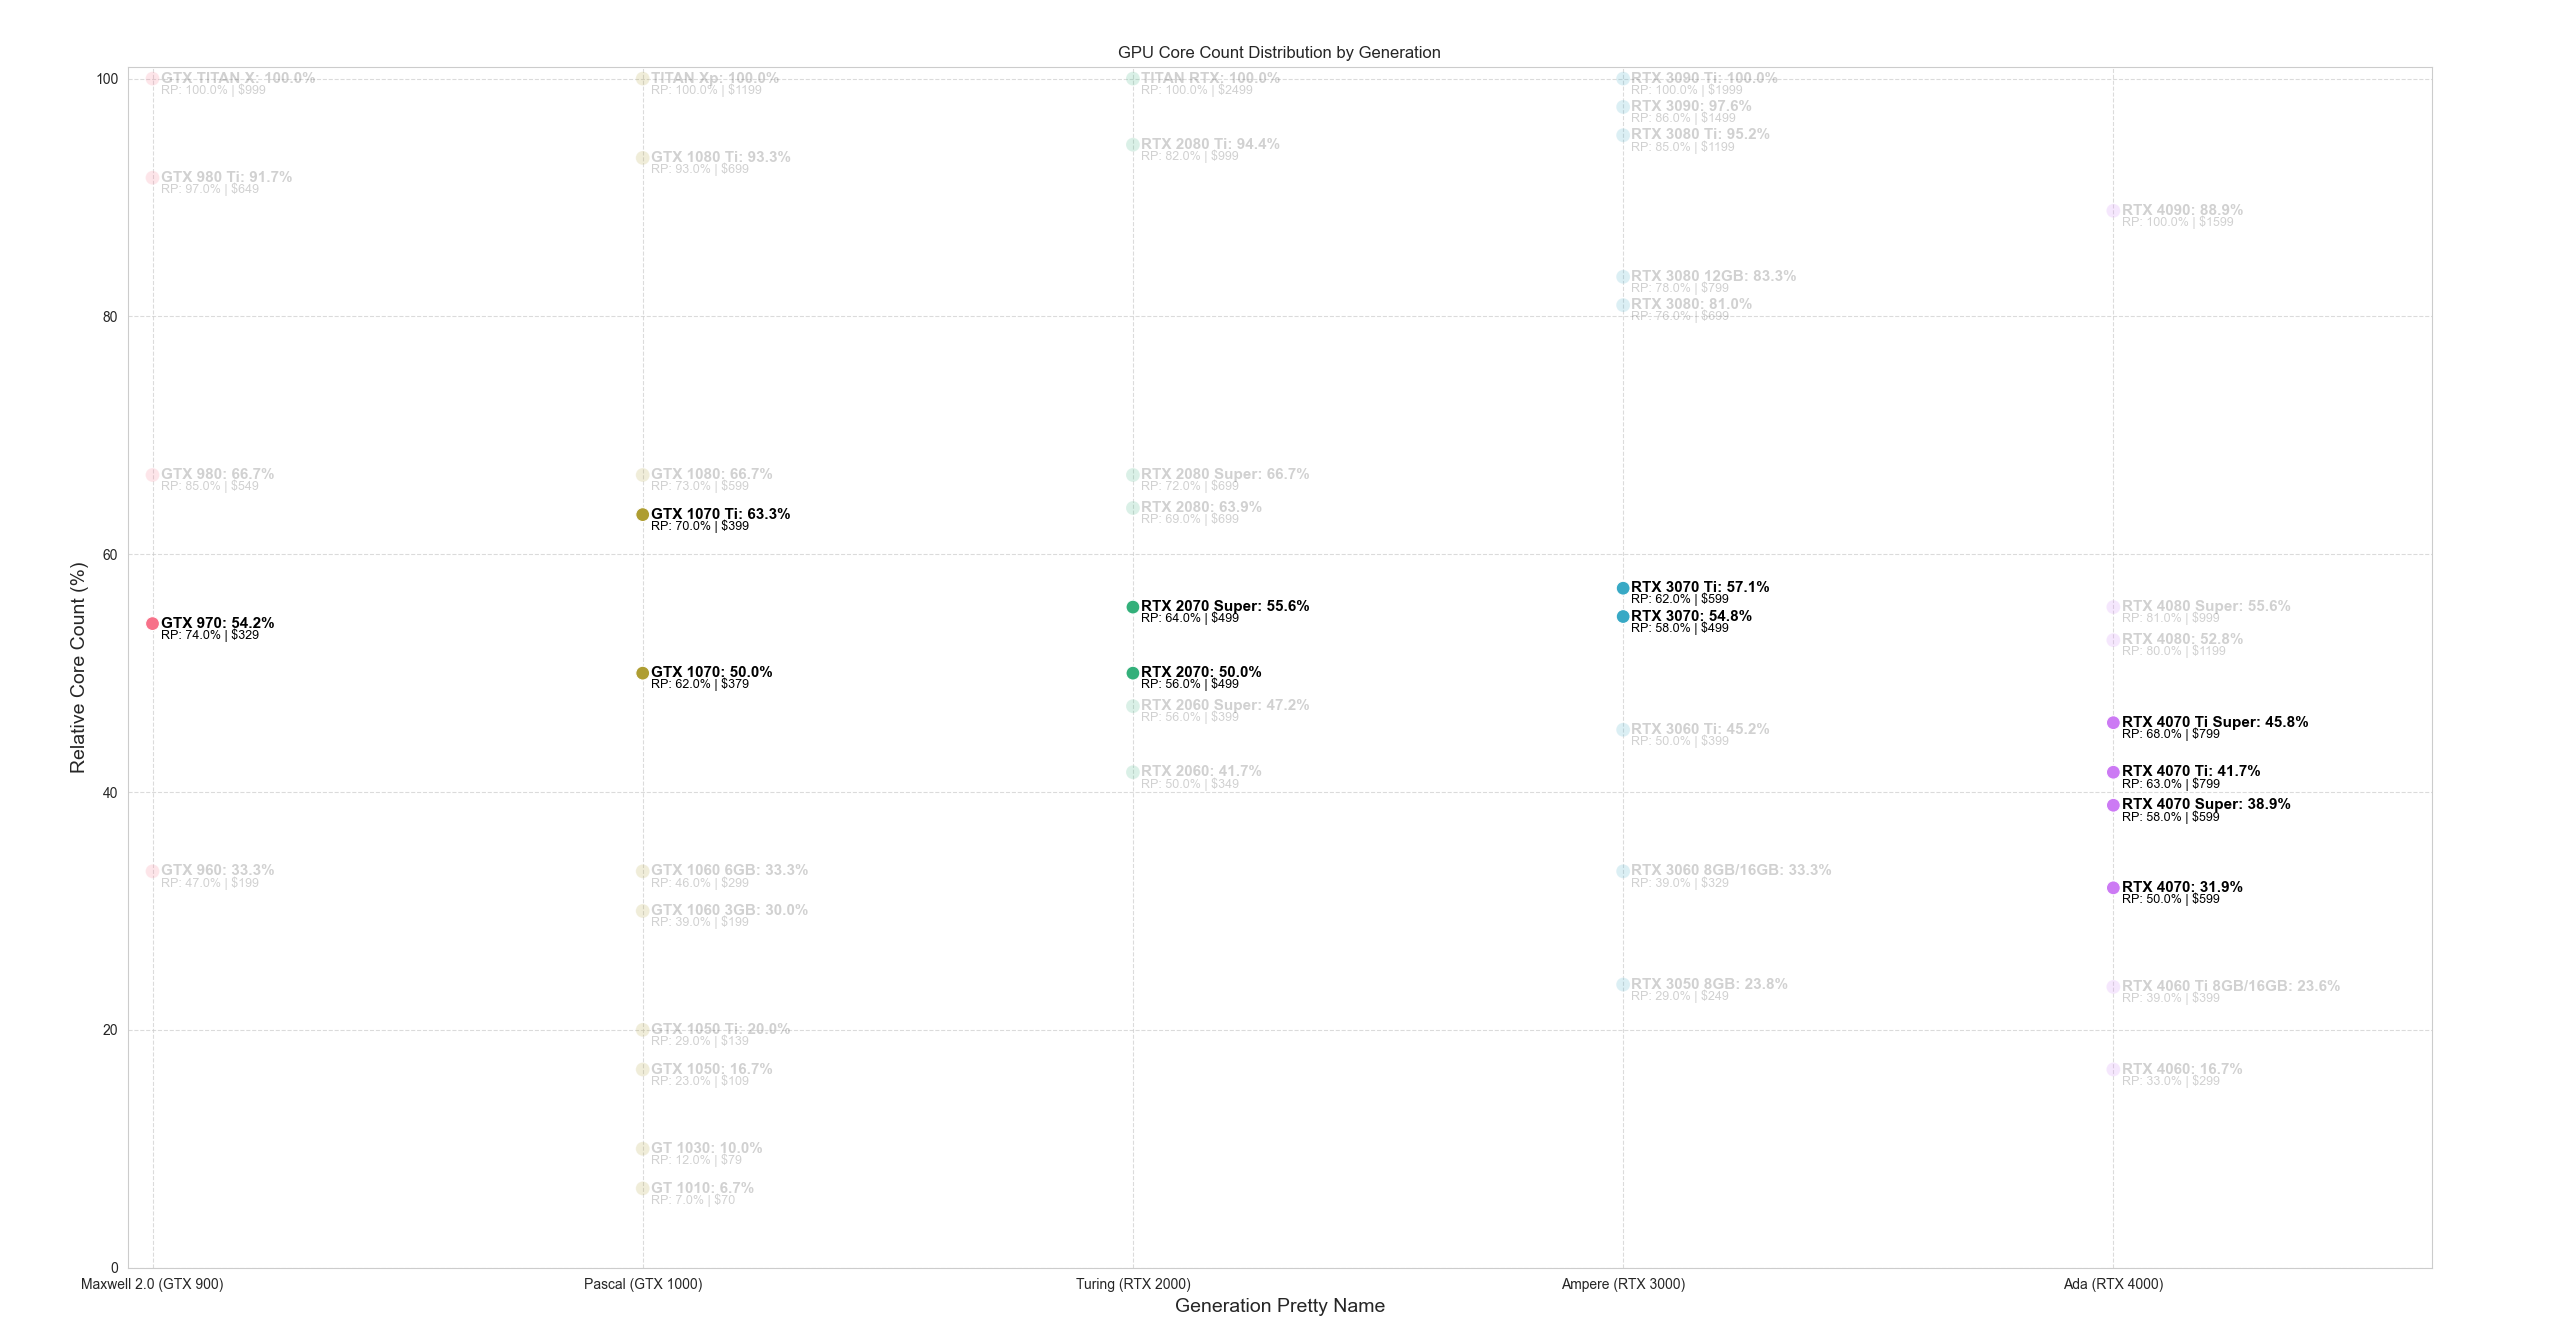 GPU Core Count Distribution by Generation
Relative Core Count (%)
100
80
60
40
20
0
GTX TITAN X: 100.0%
RP: 100.0% | $999
GTX 980 Ti: 91.7%
RP: 97.0% | $649
GTX 980: 66.7%
RP: 85.0% | $549
GTX 970: 54.2%
RP: 74.0% | $329
GTX 960: 33.3%
RP: 47.0% | $199
TITAN Xp: 100.0%
RP: 100.0% | $1199
GTX 1080 Ti: 93.3%
RP: 93.0% | $699
GTX 1080: 66.7%
RP: 73.0% | $599
GTX 1070 Ti: 63.3%
RP: 70.0% | $399
GTX 1070: 50.0%
RP: 62.0% | $379
GTX 1060 6GB: 33.3%
RP: 46.0% | $299
GTX 1060 3GB: 30.0%
RP: 39.0% | $199
GTX 1050 Ti: 20.0%
RP: 29.0% | $139
GTX 1050: 16.7%
RP: 23.0% | $109
GT 1030: 10.0%
RP: 12.0% | $79
GT 1010: 6.7%
RP: 7.0% | $70
TITAN RTX: 100.0%
RP: 100.0% | $2499
RTX 2080 Ti: 94.4%
RP: 82.0% | $999
RTX 2080 Super: 66.7%
RP: 72.0% | $699
RTX 2080: 63.9%
RP: 69.0% | $699
RTX 2070 Super: 55.6%
RP: 64.0% | $499
RTX 2070: 50.0%
RP: 56.0% | $499
RTX 2060 Super: 47.2%
RP: 56.0% | $399
RTX 2060: 41.7%
RP: 50.0% | $349
RTX 3090 Ti: 100.0%
RP: 100.0% | $1999
RTX 3090: 97.6%
RP: 86.0% | $1499
RTX 3080 Ti: 95.2%
RP: 85.0% | $1199
RTX 3080 12GB: 83.3%
RP: 78.0% | $799
RTX 3080: 81.0%
RP: 76.0% | $699
RTX 3070 Ti: 57.1%
RP: 62.0% | $599
RTX 3070: 54.8%
RP: 58.0% | $499
RTX 3060 Ti: 45.2%
RP: 50.0% | $399
RTX 3060 8GB/16GB: 33.3%
RP: 39.0% | $329
RTX 3050 8GB: 23.8%
RP: 29.0% | $249
RTX 4090: 88.9%
RP: 100.0% | $1599
RTX 4080 Super: 55.6%
RP: 81.0% | $999
RTX 4080: 52.8%
RP: 80.0% | $1199
RTX 4070 Ti Super: 45.8%
RP: 68.0% | $799
RTX 4070 Ti: 41.7%
RP: 63.0% | $799
RTX 4070 Super: 38.9%
RP: 58.0% | $599
RTX 4070: 31.9%
RP: 50.0% | $599
RTX 4060 Ti 8GB/16GB: 23.6%
RP: 39.0% | $399
RTX 4060: 16.7%
RP: 33.0% | $299
Maxwell 2.0 (GTX 900)
Pascal (GTX 1000)
Turing (RTX 2000)
Ampere (RTX 3000)
Ada (RTX 4000)
Generation Pretty Name